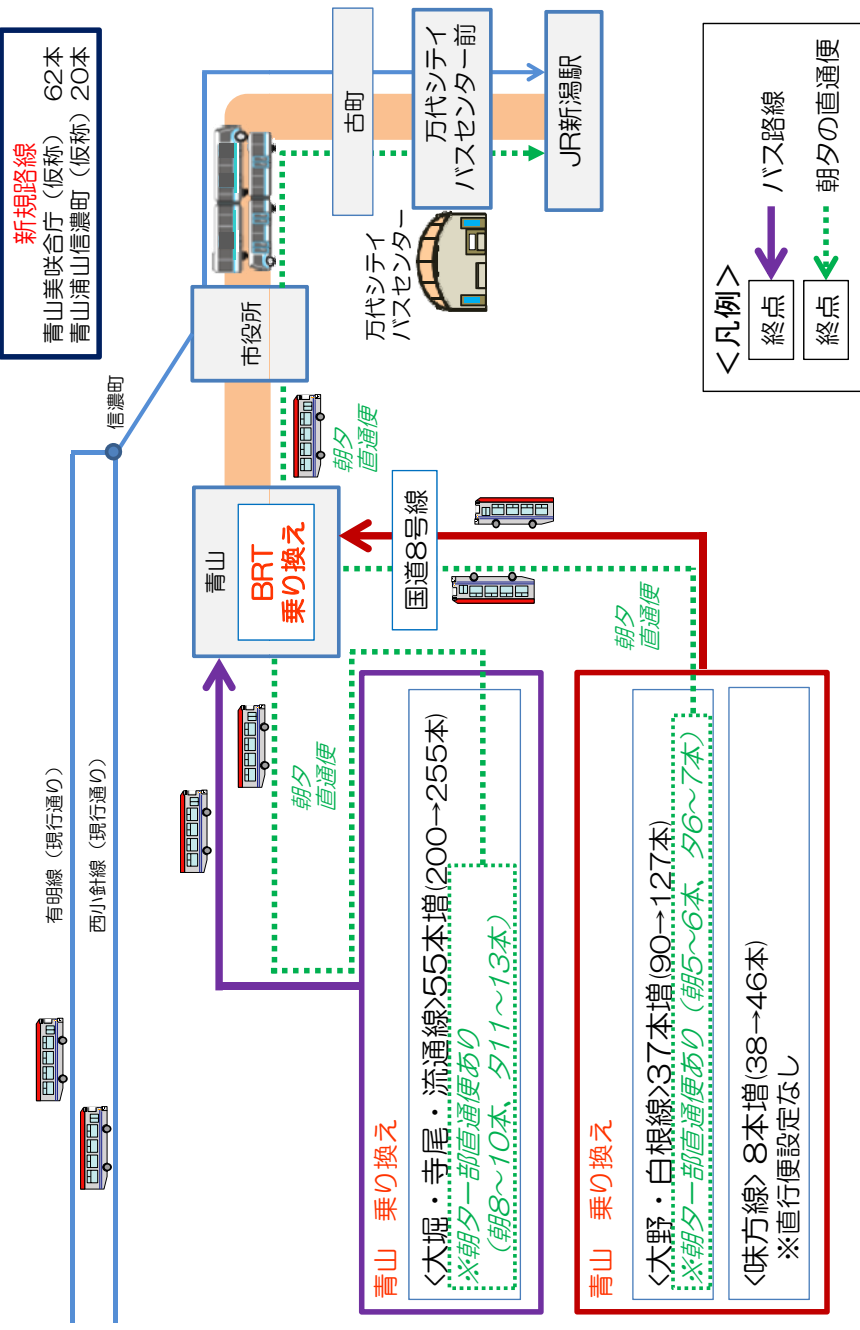 有明線（現行通り）
西小針線（現行通り）
信濃町
新規路線
青山美咲合庁（仮称） 62本
青山浦山信濃町（仮称）20本
青山
BRT
乗り換え
市役所
古町
万代シテイ
バスセンター前
JR新潟駅
万代シテイ
バスセンター
朝夕
直通便
朝夕
直通便
国道8号線
朝夕
直通便
青山　乗り換え
<大堀・寺尾・流通線>55本増(200→255本)
※朝夕一部直通便あり
（朝8～10本、夕11～13本）
青山　乗り換え
<大野・白根線>37本増(90→127本)
※朝夕一部直通便あり（朝5～6本、夕6～7本）
<味方線> 8本増(38→46本)
※直行便設定なし
＜凡例＞
終点
バス路線
終点
朝夕の直通便